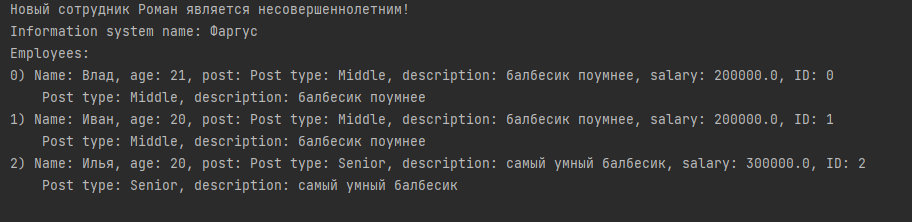 Новый сотрудник Роман является несовершеннолетним!
Information system name: Фаргус
Employees:
0) Name: Влад, age: 21, post: Post type: Middle, description: балбесик поумнее, salary: 200000.0, ID: 0
Post type: Middle, description: балбесик поумнее
1) Name: Иван, age: 20, post: Post type: Middle, description: балбесик поумнее, salary: 200000.0, ID: 1
Post type: Middle, description: балбесик поумнее
2) Name: Илья, age: 20, post: Post type: Senior, description: самый умный балбесик, salary: 300000.0, ID: 2
Post type: Senior, description: самый умный балбесик